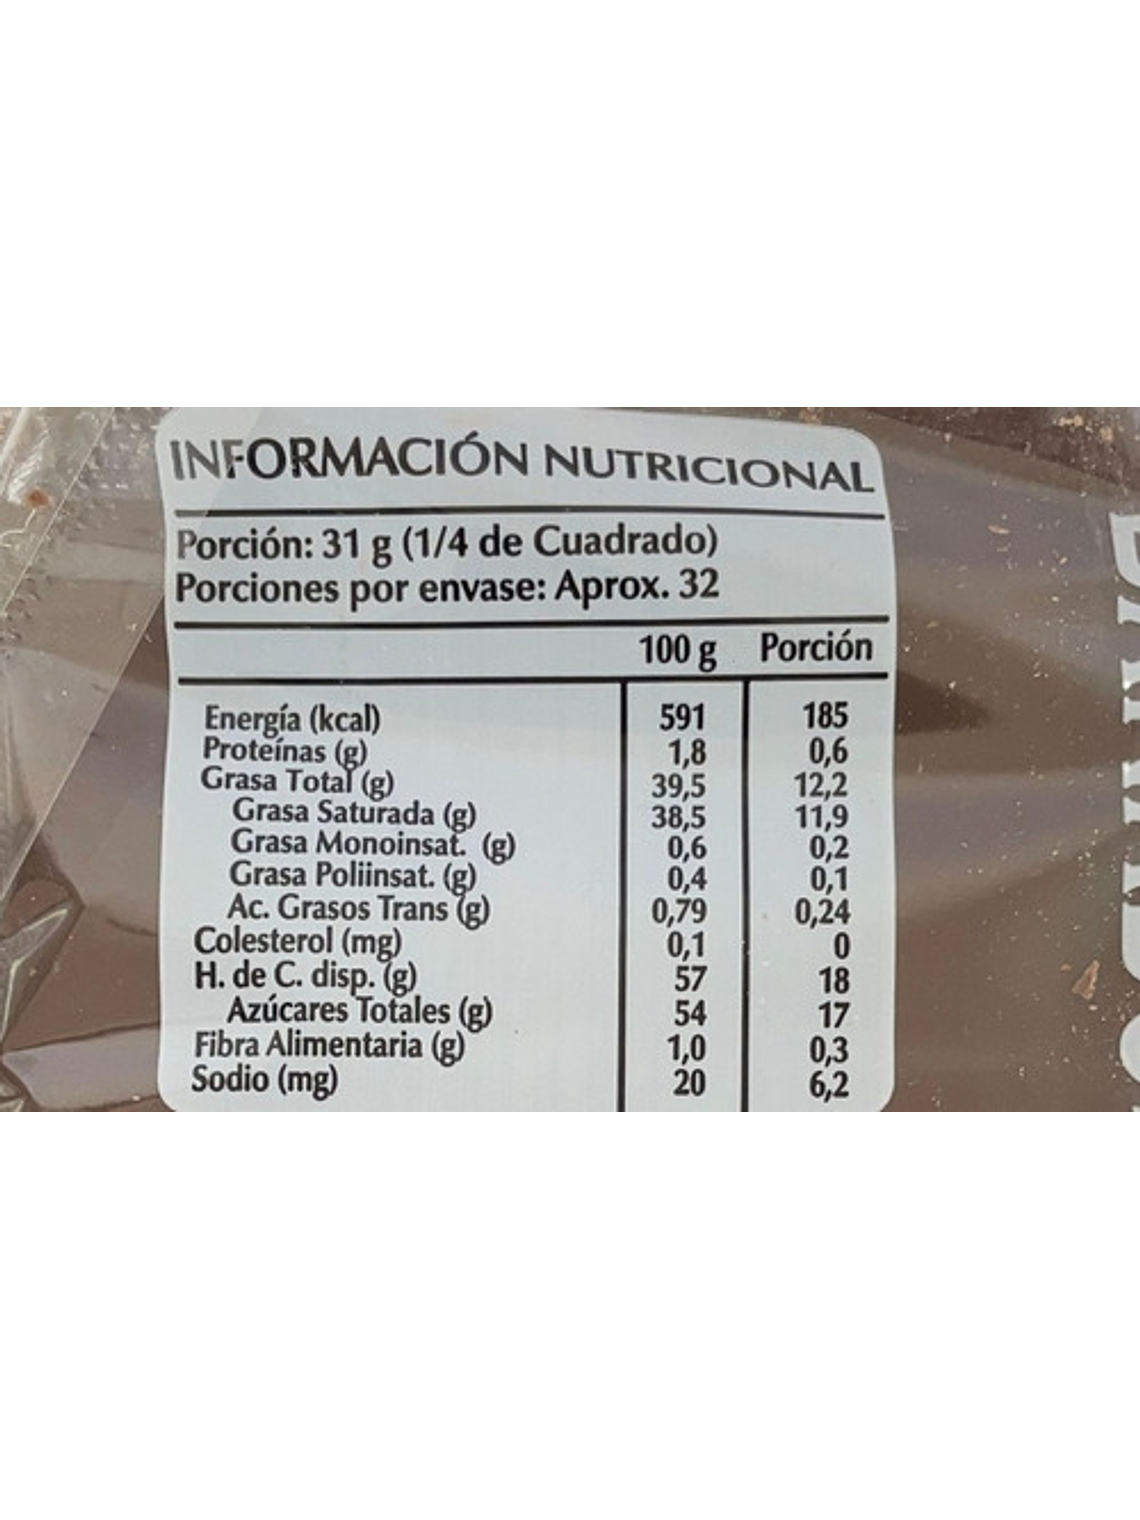 INFORMACIÓN NUTRICIONAL
Porción: 31 g (1/4 de Cuadrado)
Porciones por envase: Aprox. 32
100 g Porción
Energía (kcal) 591 185
Proteínas (g) 1,8 0,6
Grasa Total (g) 39,5 12,2
Grasa Saturada (g) 38,5 11,9
Grasa Monoinsat. (g) 0,6 0,2
Grasa Poliinsat. (g) 0,4 0,1
Ac. Grasos Trans (g) 0,79 0,24
Colesterol (mg) 0,1 0
H. de C. disp. (g) 57 18
Azúcares Totales (g) 54 17
Fibra Alimentaria (g) 1,0 0,3
Sodio (mg) 20 6,2